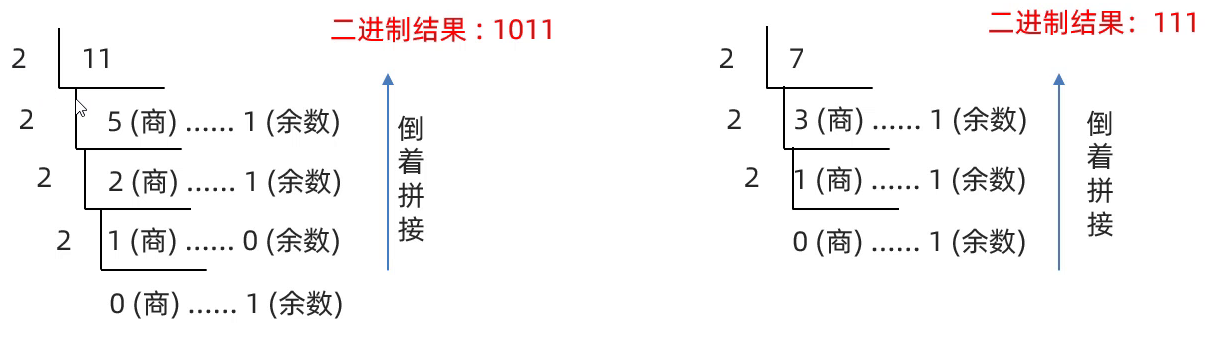 二进制结果：1011
2 11
2 5 (商) ...... 1 (余数)
2 2 (商) ...... 1 (余数)
2 1 (商) ...... 0 (余数)
0 (商) ...... 1 (余数)
倒着拼接
二进制结果：111
2 7
2 3 (商) ...... 1 (余数)
2 1 (商) ...... 1 (余数)
0 (商) ...... 1 (余数)
倒着拼接